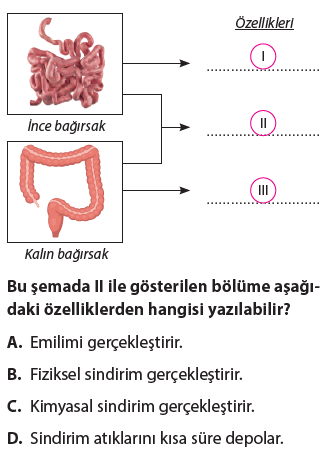 Özellikleri
I
İnce bağırsak
II
III
Kalın bağırsak
Bu şemada II ile gösterilen bölüme aşağı-
daki özelliklerden hangisi yazılabilir?
A. Emilimi gerçekleştirir.
B. Fiziksel sindirim gerçekleştirir.
C. Kimyasal sindirim gerçekleştirir.
D. Sindirim atıklarını kısa süre depolar.